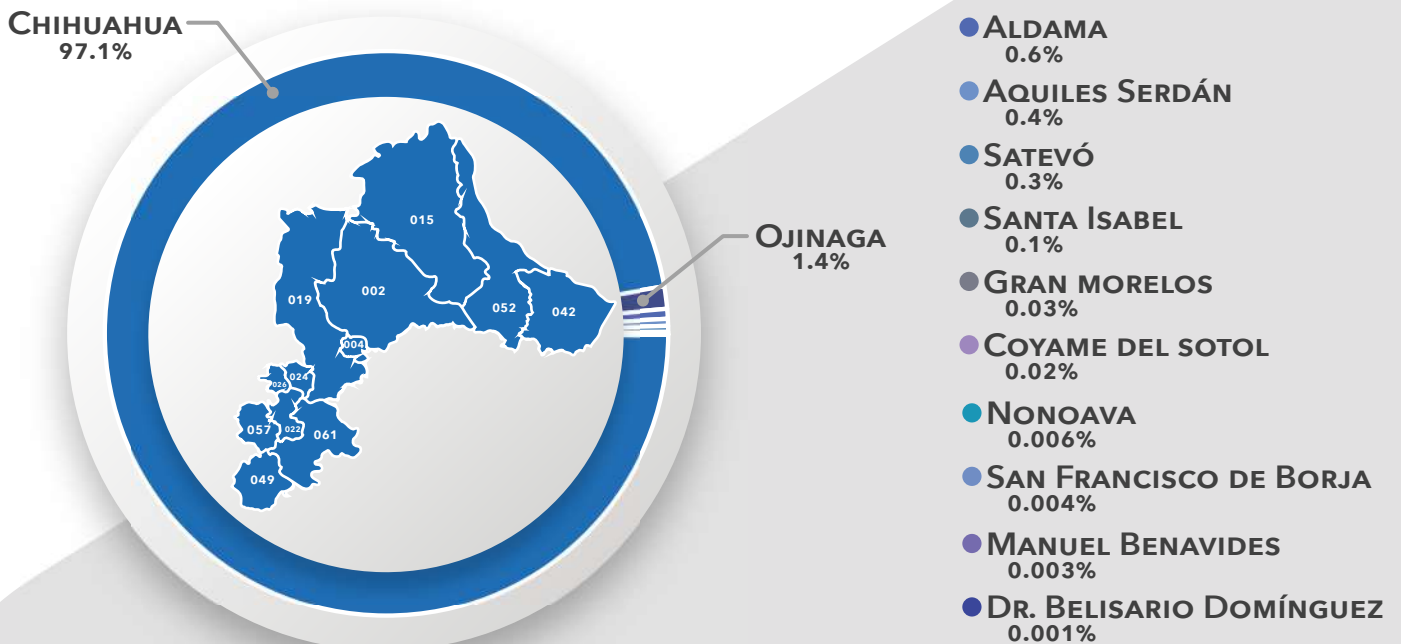 CHIHUAHUA
97.1%
015
019
002
052
042
004
024
026
057
022
061
049
OJINAGA
1.4%
ALDAMA
0.6%
AQUILES SERDÁN
0.4%
SATEVÓ
0.3%
SANTA ISABEL
0.1%
GRAN MORELOS
0.03%
COYAME DEL SOTOL
0.02%
NONOAVA
0.006%
SAN FRANCISCO DE BORJA
0.004%
MANUEL BENAVIDES
0.003%
DR. BELISARIO DOMÍNGUEZ
0.001%